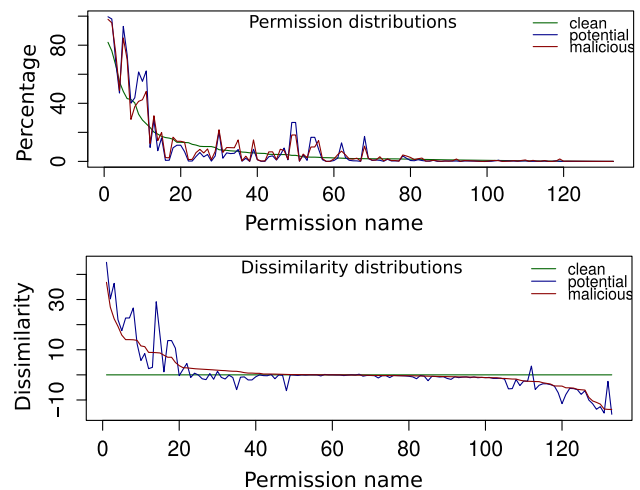 Permission distributions
clean
potential
malicious
Percentage
80
40
0
0 20 40 60 80 100 120
Permission name
Dissimilarity distributions
clean
potential
malicious
Dissimilarity
30
10
−10
0 20 40 60 80 100 120
Permission name